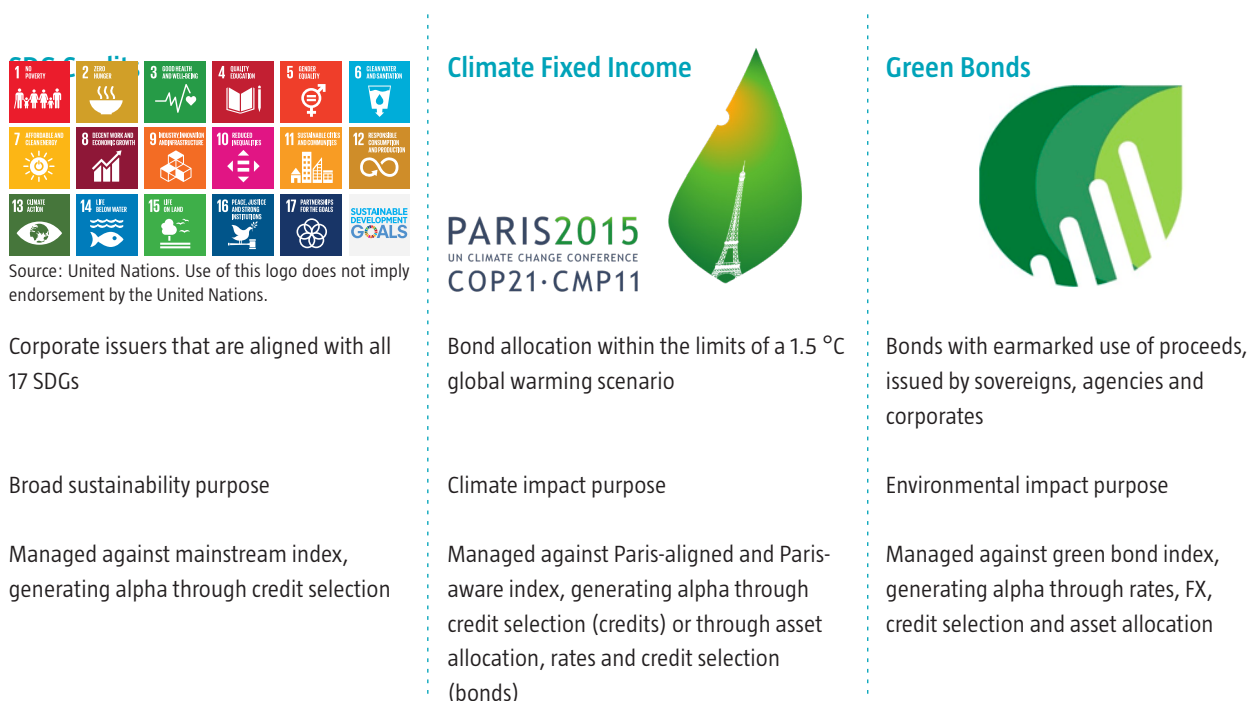 SDG Credits
1 NO POVERTY
2 ZERO HUNGER
3 GOOD HEALTH AND WELL-BEING
4 QUALITY EDUCATION
5 GENDER EQUALITY
6 CLEAN WATER AND SANITATION
7 AFFORDABLE AND CLEAN ENERGY
8 DECENT WORK AND ECONOMIC GROWTH
9 INDUSTRY, INNOVATION AND INFRASTRUCTURE
10 REDUCED INEQUALITIES
11 SUSTAINABLE CITIES AND COMMUNITIES
12 RESPONSIBLE CONSUMPTION AND PRODUCTION
13 CLIMATE ACTION
14 LIFE BELOW WATER
15 LIFE ON LAND
16 PEACE, JUSTICE AND STRONG INSTITUTIONS
17 PARTNERSHIPS FOR THE GOALS
SUSTAINABLE
DEVELOPMENT
GOALS
Source: United Nations. Use of this logo does not imply
endorsement by the United Nations.
Corporate issuers that are aligned with all
17 SDGs
Broad sustainability purpose
Managed against mainstream index,
generating alpha through credit selection
Climate Fixed Income
PARIS2015
UN CLIMATE CHANGE CONFERENCE
COP21·CMP11
Bond allocation within the limits of a 1.5 °C
global warming scenario
Climate impact purpose
Managed against Paris-aligned and Paris-
aware index, generating alpha through
credit selection (credits) or through asset
allocation, rates and credit selection
(bonds)
Green Bonds
Bonds with earmarked use of proceeds,
issued by sovereigns, agencies and
corporates
Environmental impact purpose
Managed against green bond index,
generating alpha through rates, FX,
credit selection and asset allocation